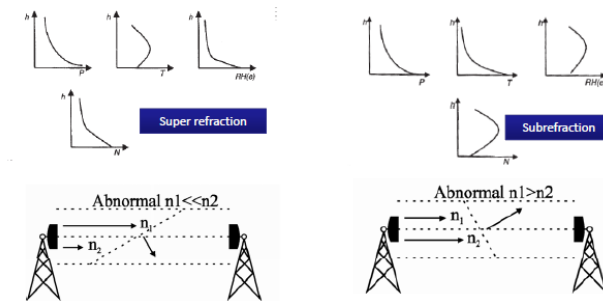 h
P
h
T
h
RH(e)
h
N
Super refraction
Abnormal n1<<n2
n1
n2
h
P
h
T
h
RH(e)
N
Subrefraction
Abnormal n1>n2
n1
n2